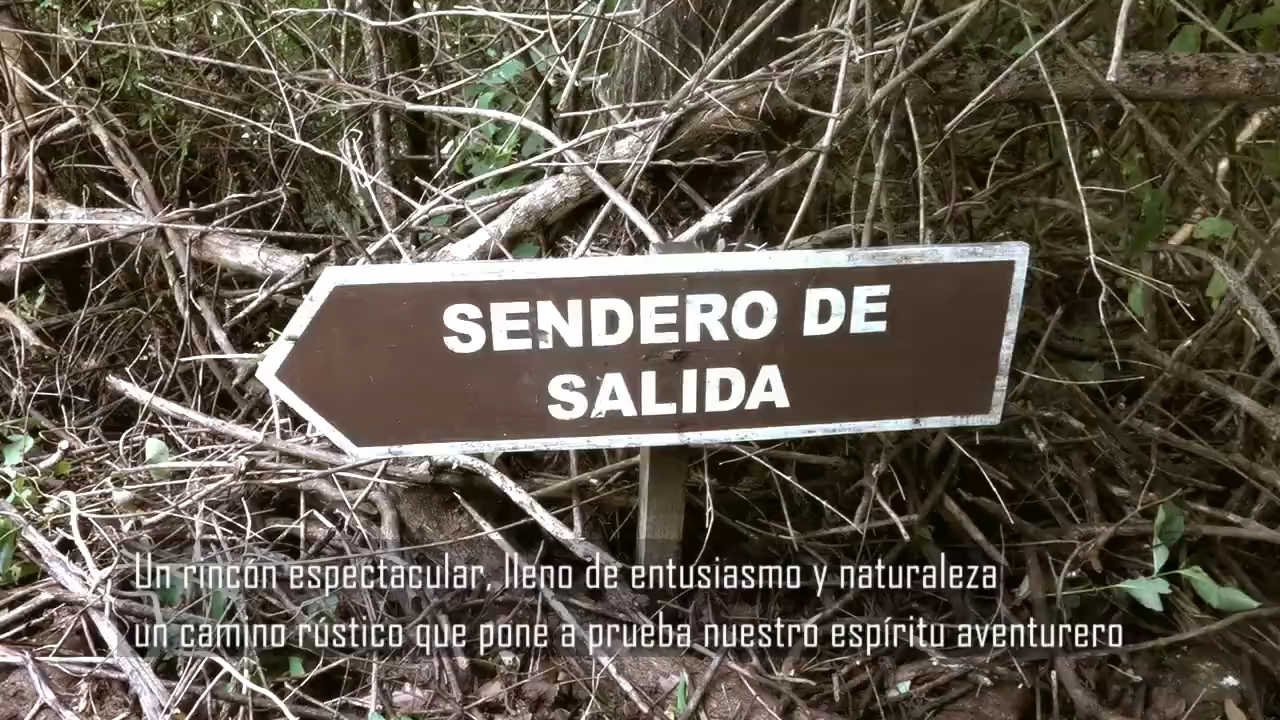 SENDERO DE
SALIDA
Un rincón espectacular, lleno de entusiasmo y naturaleza
un camino rústico que pone a prueba nuestro espíritu aventurero